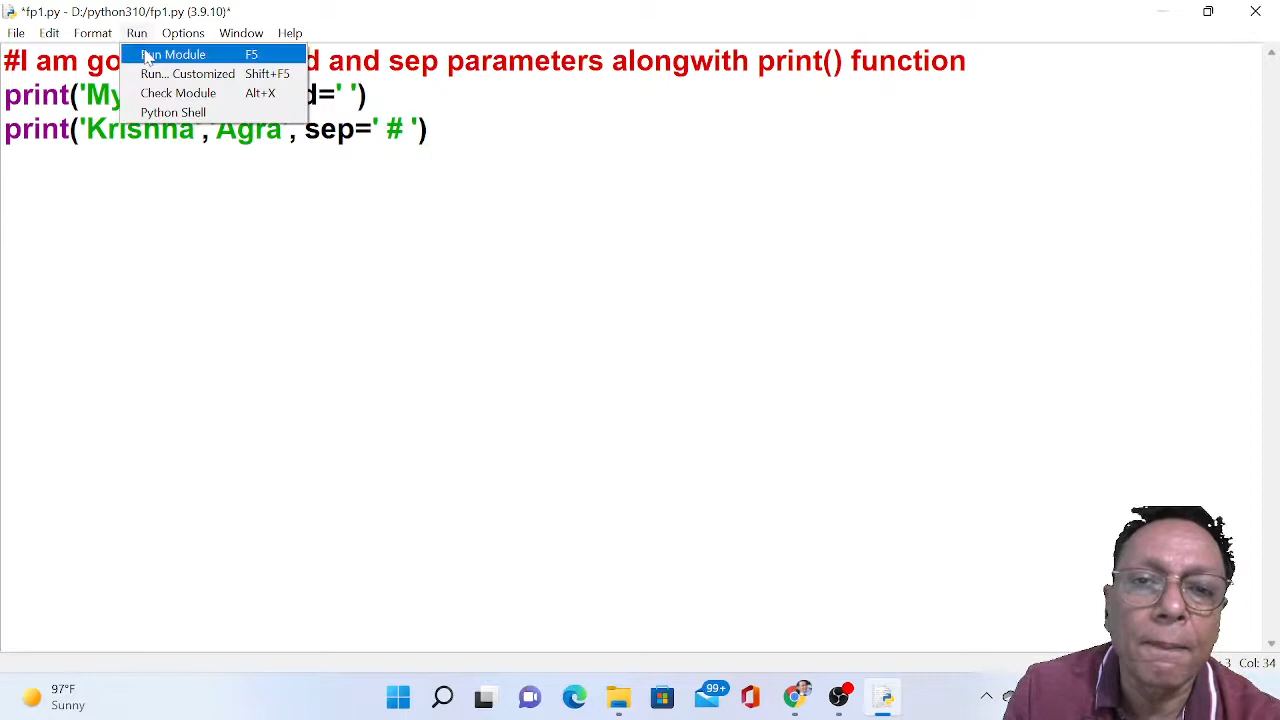 *fp1.py - D:/python310/fp1.py (3.9.10)*
File Edit Format Run Options Window Help
#I am go d and sep parameters alongwith print() function
Run Module F5
print('My d=' ')
Run... Customized Shift+F5
Check Module Alt+X
Python Shell
print('Krishna','Agra', sep=' # ')
3 Col: 34
97°F
Sunny
99+